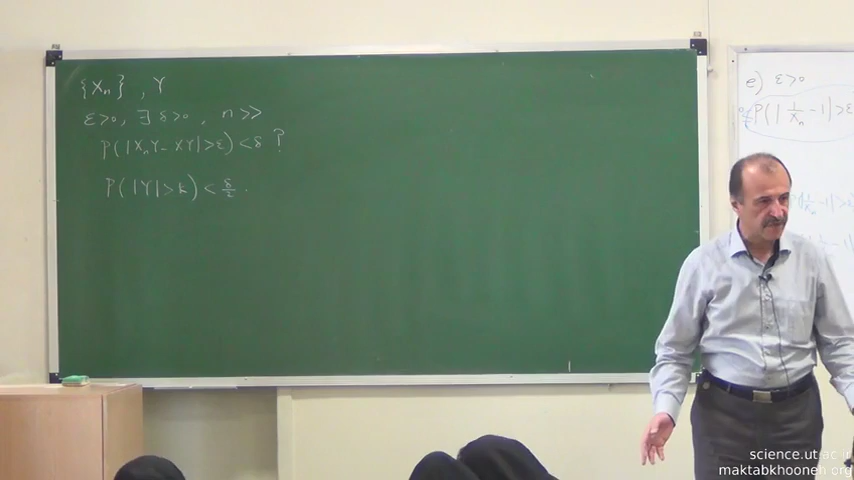 {Xn} , Y
ε>0, ∃ δ>0 , n >>
P(|XnY - XY|>ε) < δ ?
P(|Y|>k) < δ/2 .
e) ε>0
P(| 1/Xn -1|>ε
science.ut.ac.ir
maktabkhooneh.org